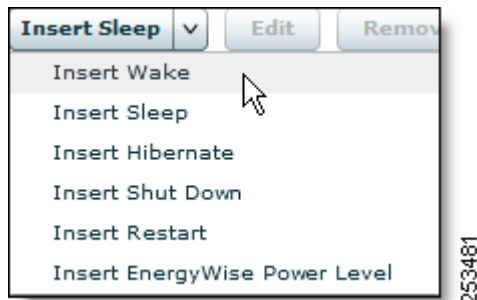 Insert Sleep Edit Remov
Insert Wake
Insert Sleep
Insert Hibernate
Insert Shut Down
Insert Restart
Insert EnergyWise Power Level
253481